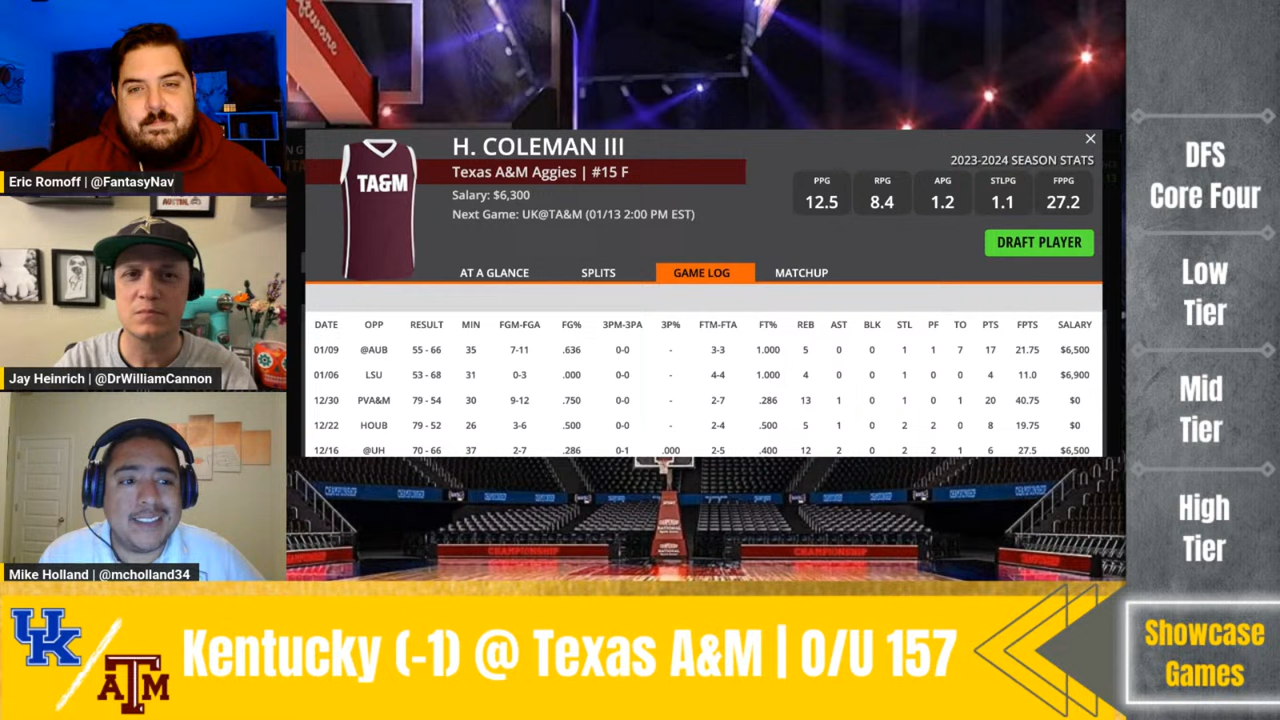 Eric Romoff | @FantasyNav
AUSTIN
Jay Heinrich | @DrWilliamCannon
Mike Holland | @mcholland34
TA&M
H. COLEMAN III
Texas A&M Aggies | #15 F
Salary: $6,300
Next Game: UK@TA&M (01/13 2:00 PM EST)
2023-2024 SEASON STATS
PPG RPG APG STLPG FPPG
12.5 8.4 1.2 1.1 27.2
DRAFT PLAYER
AT A GLANCE SPLITS GAME LOG MATCHUP
DATE OPP RESULT MIN FGM-FGA FG% 3PM-3PA 3P% FTM-FTA FT% REB AST BLK STL PF TO PTS FPTS SALARY
01/09 @AUB 55 - 66 35 7-11 .636 0-0 - 3-3 1.000 5 0 0 1 1 7 17 21.75 $6,500
01/06 LSU 53 - 68 31 0-3 .000 0-0 - 4-4 1.000 4 0 0 1 0 0 4 11.0 $6,900
12/30 PVA&M 79 - 54 30 9-12 .750 0-0 - 2-7 .286 13 1 0 1 0 1 20 40.75 $0
12/22 HOUB 79 - 52 26 3-6 .500 0-0 - 2-4 .500 5 1 0 2 2 0 8 19.75 $0
12/16 @UH 70 - 66 37 2-7 .286 0-1 .000 2-5 .400 12 2 0 2 2 1 6 27.5 $6,500
CHAMPIONSHIP
CHAMPIONSHIP
UK
ATM
Kentucky (-1) @ Texas A&M | O/U 157
DFS
Core Four
Low
Tier
Mid
Tier
High
Tier
Showcase
Games